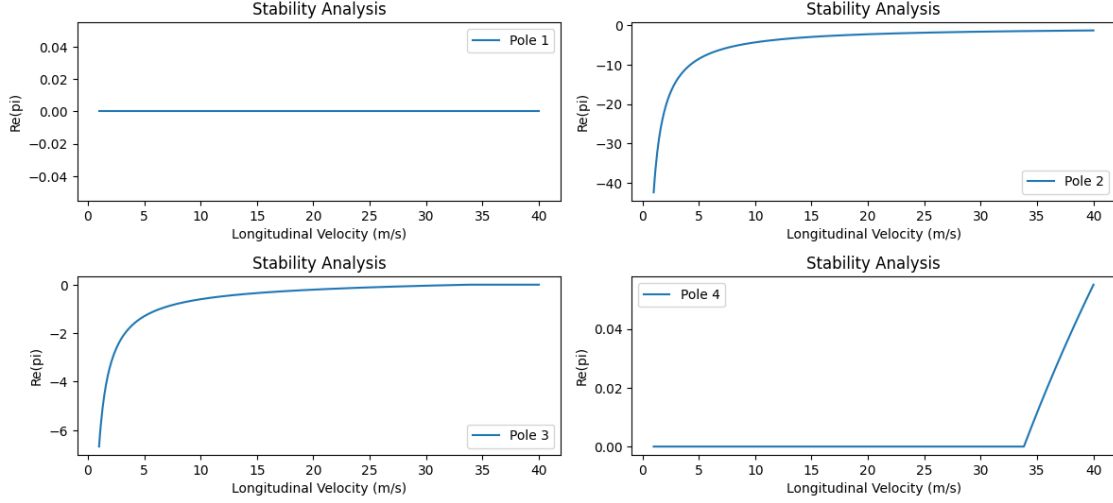 Stability Analysis
0.04
0.02
0.00
−0.02
−0.04
Re(pi)
Pole 1
0 5 10 15 20 25 30 35 40
Longitudinal Velocity (m/s)
Stability Analysis
0
−10
−20
−30
−40
Re(pi)
Pole 2
0 5 10 15 20 25 30 35 40
Longitudinal Velocity (m/s)
Stability Analysis
0
−2
−4
−6
Re(pi)
Pole 3
0 5 10 15 20 25 30 35 40
Longitudinal Velocity (m/s)
Stability Analysis
Pole 4
0.04
0.02
0.00
Re(pi)
0 5 10 15 20 25 30 35 40
Longitudinal Velocity (m/s)